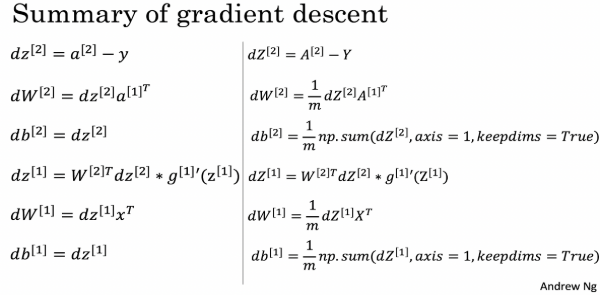 Summary of gradient descent
dz^[2] = a^[2] − y
dW^[2] = dz^[2]a^[1]^T
db^[2] = dz^[2]
dz^[1] = W^[2]T dz^[2] ∗ g^[1]′(z^[1])
dW^[1] = dz^[1]x^T
db^[1] = dz^[1]
dZ^[2] = A^[2] − Y
dW^[2] = 1/m dZ^[2]A^[1]^T
db^[2] = 1/m np.sum(dZ^[2], axis = 1, keepdims = True)
dZ^[1] = W^[2]T dZ^[2] ∗ g^[1]′(Z^[1])
dW^[1] = 1/m dZ^[1]X^T
db^[1] = 1/m np.sum(dZ^[1], axis = 1, keepdims = True)
Andrew Ng